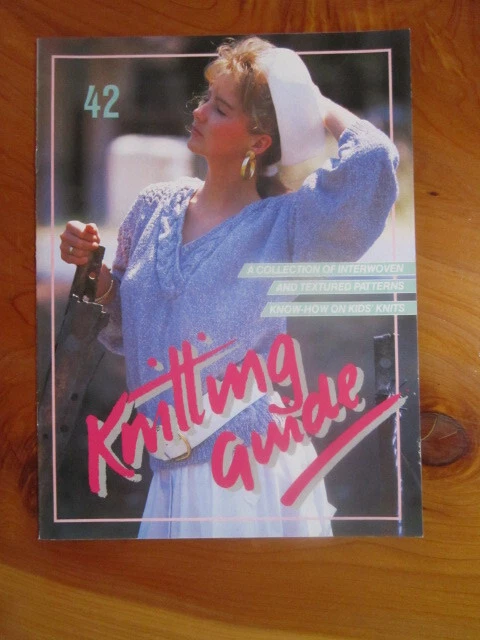 42
A COLLECTION OF INTERWOVEN
AND TEXTURED PATTERNS
KNOW-HOW ON KIDS' KNITS
Knitting
Guide